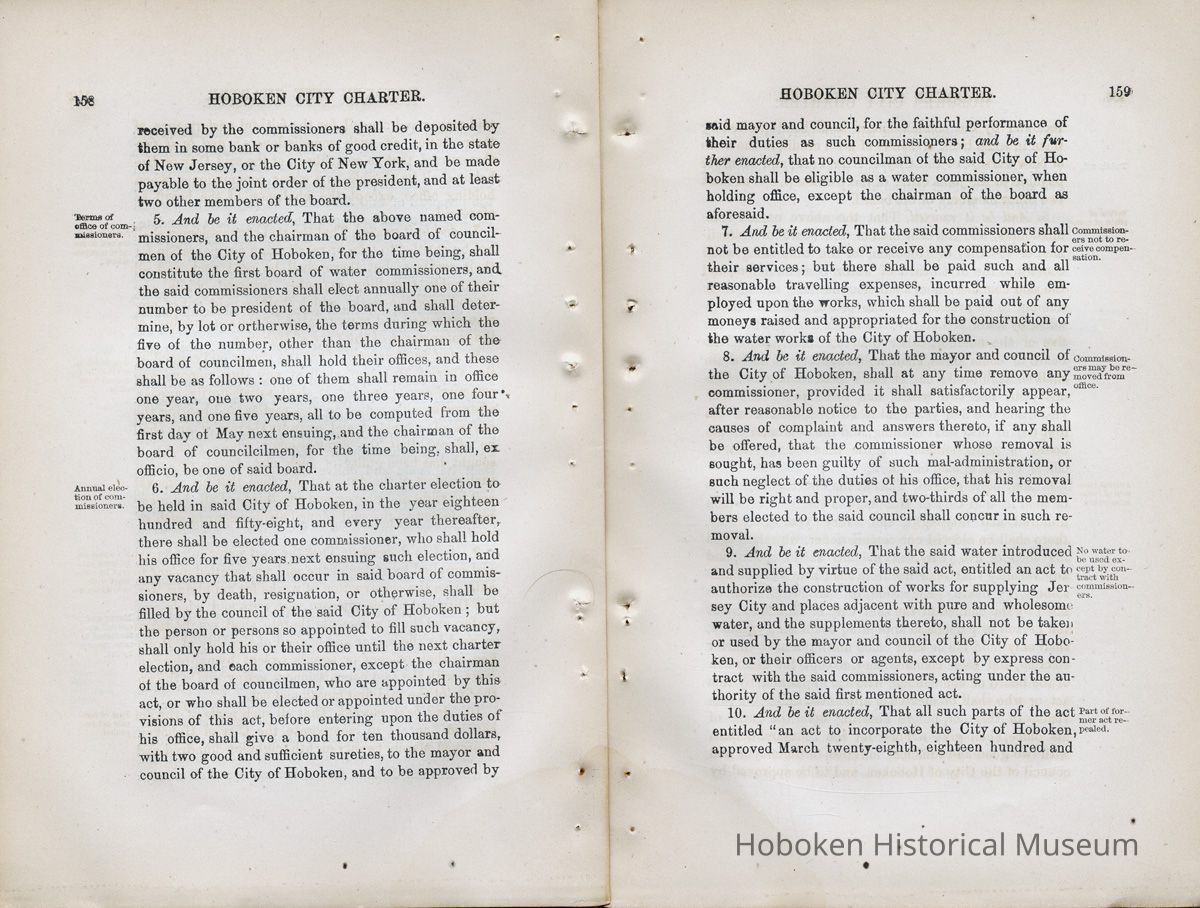 158
HOBOKEN CITY CHARTER.
received by the commissioners shall be deposited by
them in some bank or banks of good credit, in the state
of New Jersey, or the City of New York, and be made
payable to the joint order of the president, and at least
two other members of the board.
Terms of
office of com-
missioners.
5. And be it enacted, That the above named com-
missioners, and the chairman of the board of council-
men of the City of Hoboken, for the time being, shall
constitute the first board of water commissioners, and
the said commissioners shall elect annually one of their
number to be president of the board, and shall deter-
mine, by lot or ortherwise, the terms during which the
five of the number, other than the chairman of the
board of councilmen, shall hold their offices, and these
shall be as follows : one of them shall remain in office
one year, one two years, one three years, one four
years, and one five years, all to be computed from the
first day of May next ensuing, and the chairman of the
board of councilcilmen, for the time being, shall, ex
officio, be one of said board.
Annual elec-
tion of com-
missioners.
6. And be it enacted, That at the charter election to
be held in said City of Hoboken, in the year eighteen
hundred and fifty-eight, and every year thereafter,
there shall be elected one commissioner, who shall hold
his office for five years next ensuing such election, and
any vacancy that shall occur in said board of commis-
sioners, by death, resignation, or otherwise, shall be
filled by the council of the said City of Hoboken ; but
the person or persons so appointed to fill such vacancy,
shall only hold his or their office until the next charter
election, and each commissioner, except the chairman
of the board of councilmen, who are appointed by this
act, or who shall be elected or appointed under the pro-
visions of this act, before entering upon the duties of
his office, shall give a bond for ten thousand dollars,
with two good and sufficient sureties, to the mayor and
council of the City of Hoboken, and to be approved by
HOBOKEN CITY CHARTER.
159
said mayor and council, for the faithful performance of
their duties as such commissioners ; and be it fur-
ther enacted, that no councilman of the said City of Ho-
boken shall be eligible as a water commissioner, when
holding office, except the chairman of the board as
aforesaid.
7. And be it enacted, That the said commissioners shall
not be entitled to take or receive any compensation for
their services ; but there shall be paid such and all
reasonable travelling expenses, incurred while em-
ployed upon the works, which shall be paid out of any
moneys raised and appropriated for the construction of
the water works of the City of Hoboken.
Commission-
ers not to re-
ceive compen-
sation.
8. And be it enacted, That the mayor and council of
the City of Hoboken, shall at any time remove any
commissioner, provided it shall satisfactorily appear,
after reasonable notice to the parties, and hearing the
causes of complaint and answers thereto, if any shall
be offered, that the commissioner whose removal is
sought, has been guilty of such mal-administration, or
such neglect of the duties of his office, that his removal
will be right and proper, and two-thirds of all the mem-
bers elected to the said council shall concur in such re-
moval.
Commission-
ers may be re-
moved from
office.
9. And be it enacted, That the said water introduced
and supplied by virtue of the said act, entitled an act to
authorize the construction of works for supplying Jer-
sey City and places adjacent with pure and wholesome
water, and the supplements thereto, shall not be taken
or used by the mayor and council of the City of Hobo-
ken, or their officers or agents, except by express con-
tract with the said commissioners, acting under the au-
thority of the said first mentioned act.
No water to
be used ex-
cept by con-
tract with
commission-
ers.
10. And be it enacted, That all such parts of the act
entitled "an act to incorporate the City of Hoboken,
approved March twenty-eighth, eighteen hundred and
Part of for-
mer act re-
pealed.
Hoboken Historical Museum